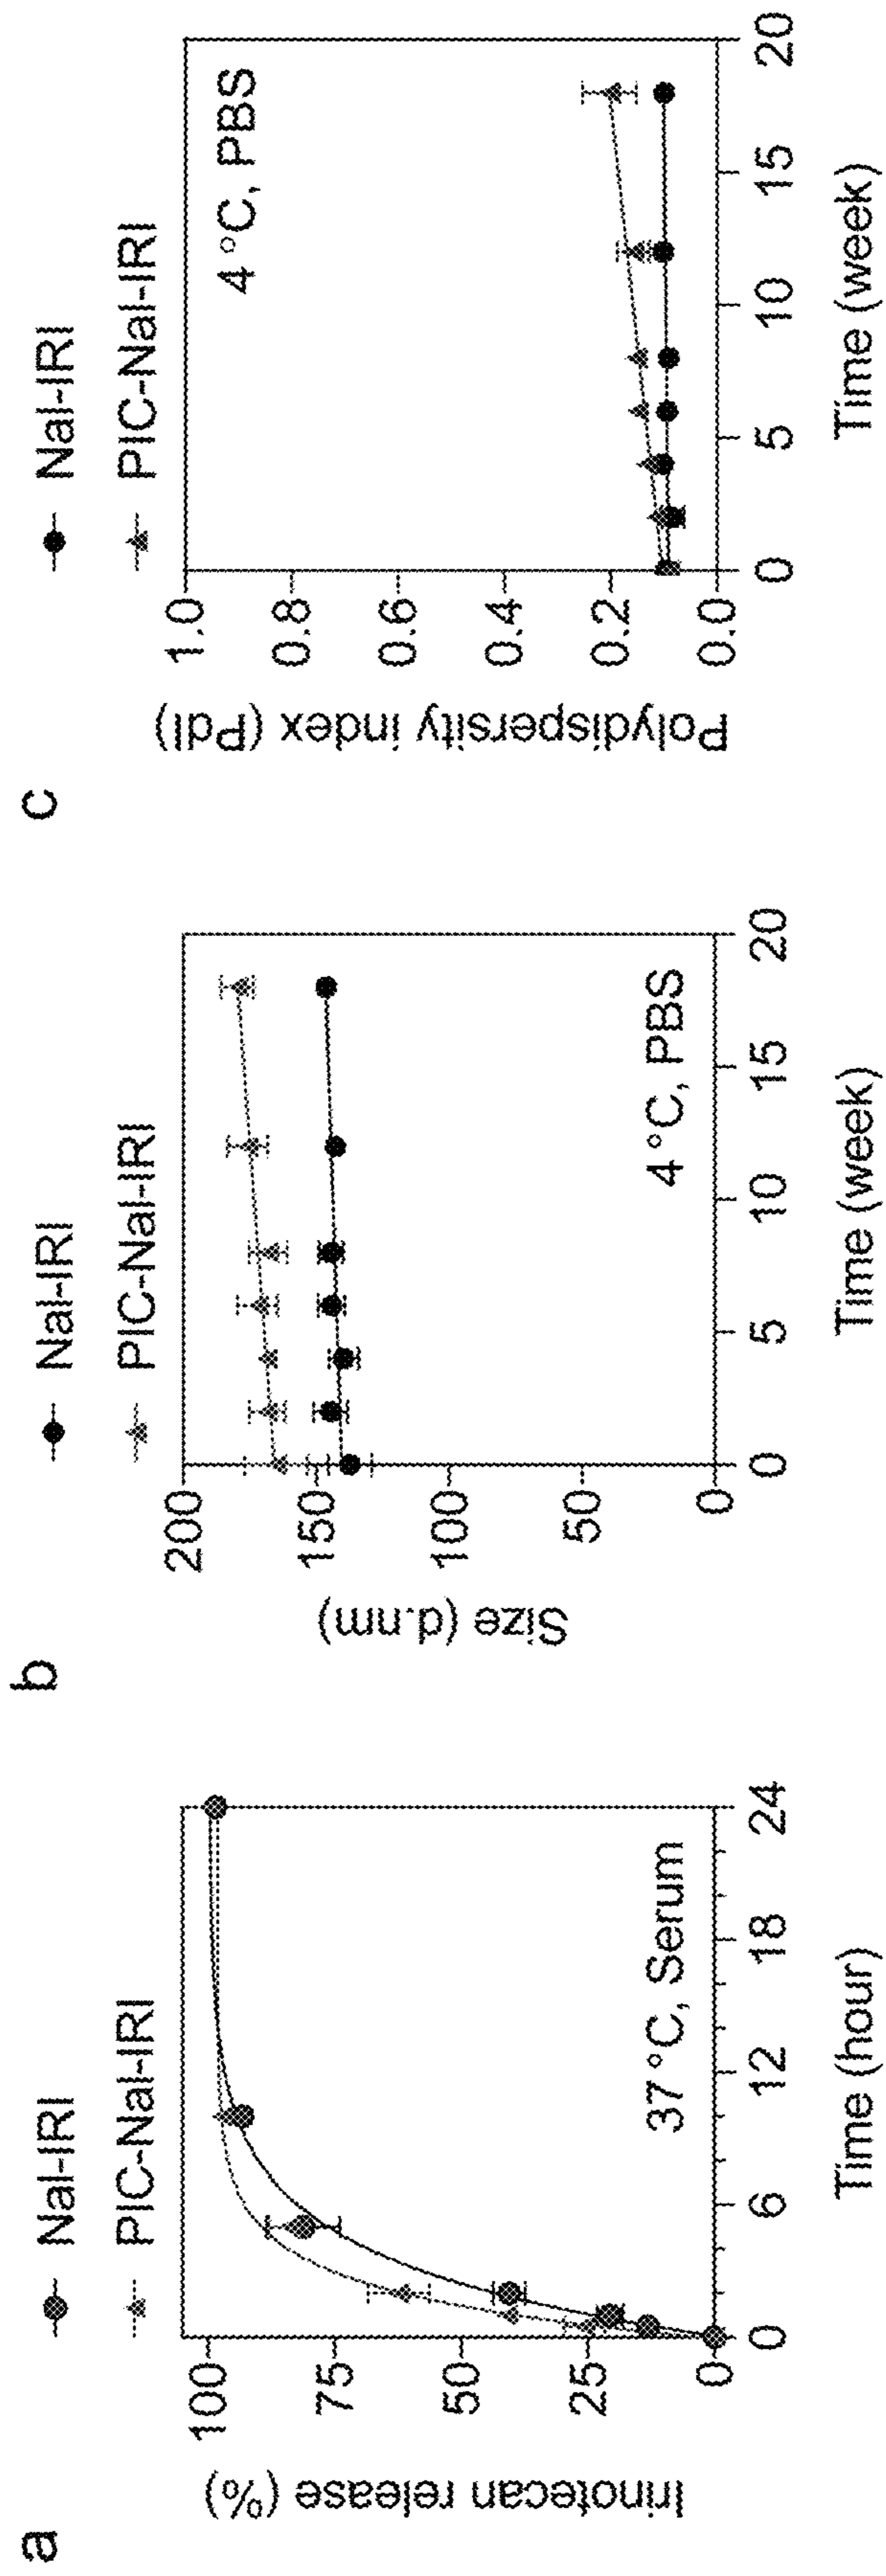 a
Nal-IRI
PIC-Nal-IRI
Irinotecan release (%)
100
75
50
25
0
37 °C, Serum
0 6 12 18 24
Time (hour)
b
Nal-IRI
PIC-Nal-IRI
Size (d.nm)
200
150
100
50
0
4 °C, PBS
0 5 10 15 20
Time (week)
c
Nal-IRI
PIC-Nal-IRI
Polydispersity index (PdI)
1.0
0.8
0.6
0.4
0.2
0.0
4 °C, PBS
0 5 10 15 20
Time (week)